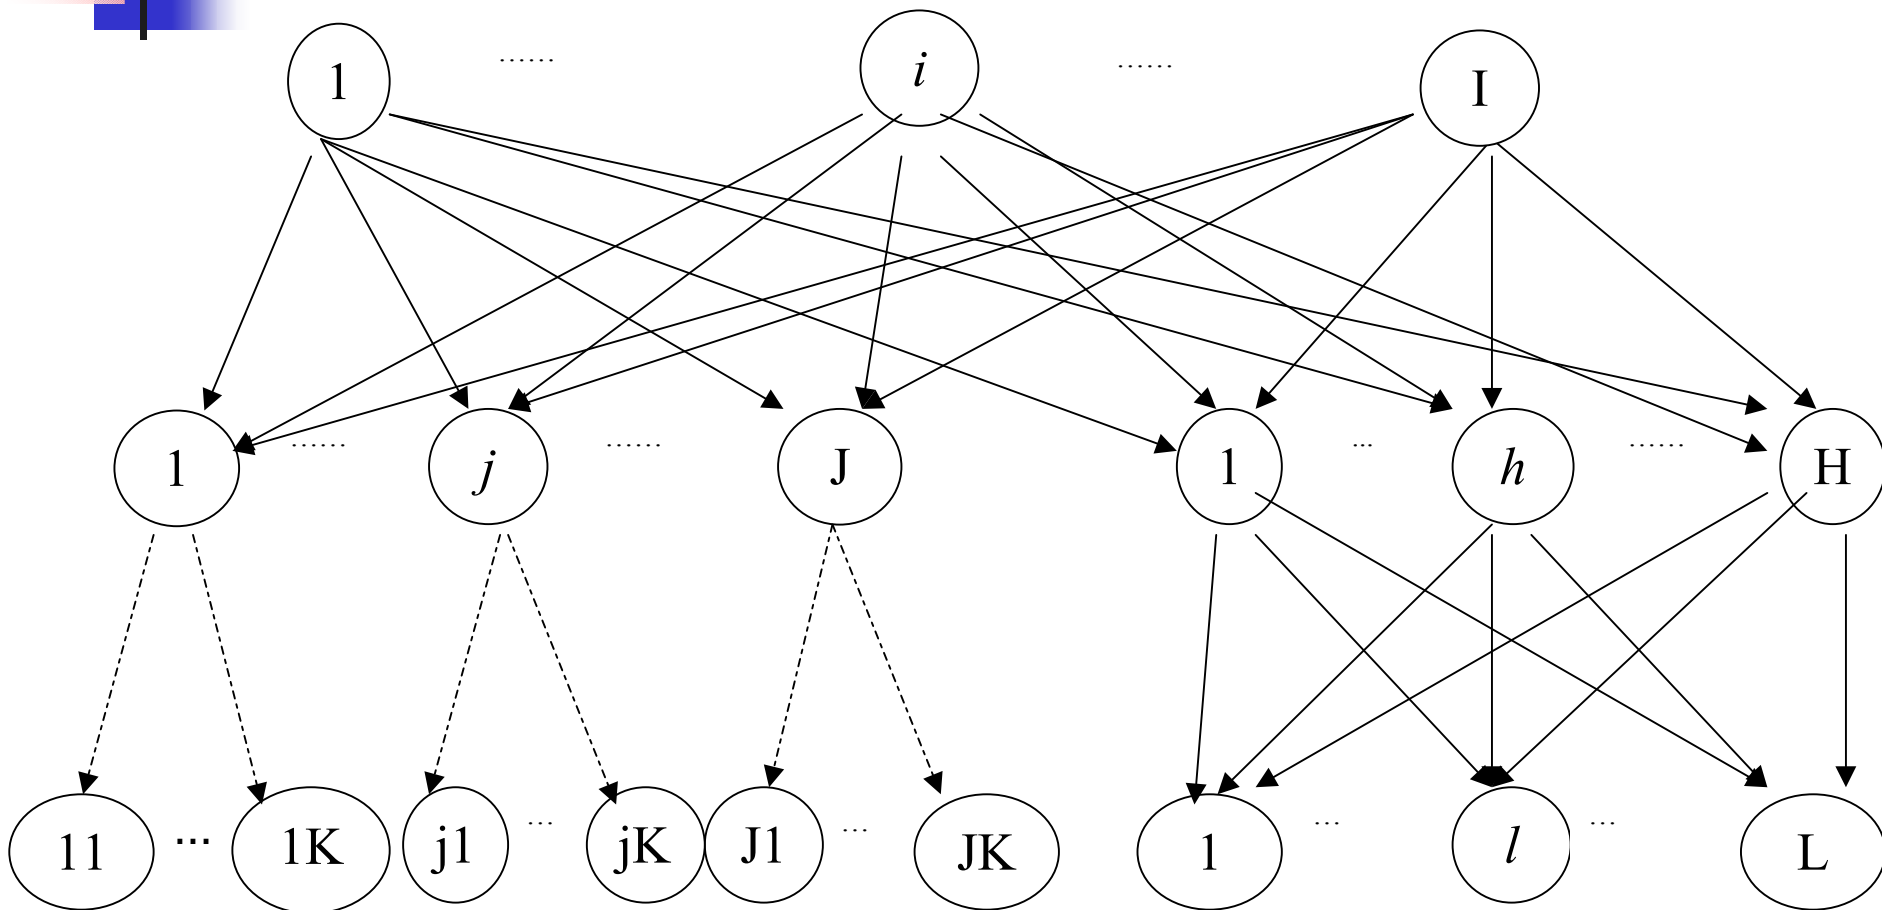 1 ...... i ...... I
1 ...... j ...... J 1 ... h ...... H
11 ... 1K j1 ... jK J1 ... JK 1 ... l ... L